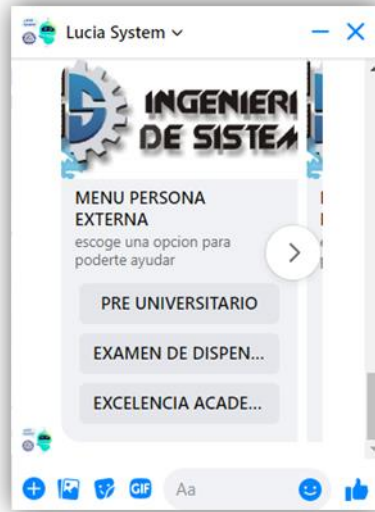 Lucia System
INGENIERI
DE SISTEM
MENU PERSONA
EXTERNA
escoge una opcion para
poderte ayudar
PRE UNIVERSITARIO
EXAMEN DE DISPEN...
EXCELENCIA ACADE...
GIF
Aa